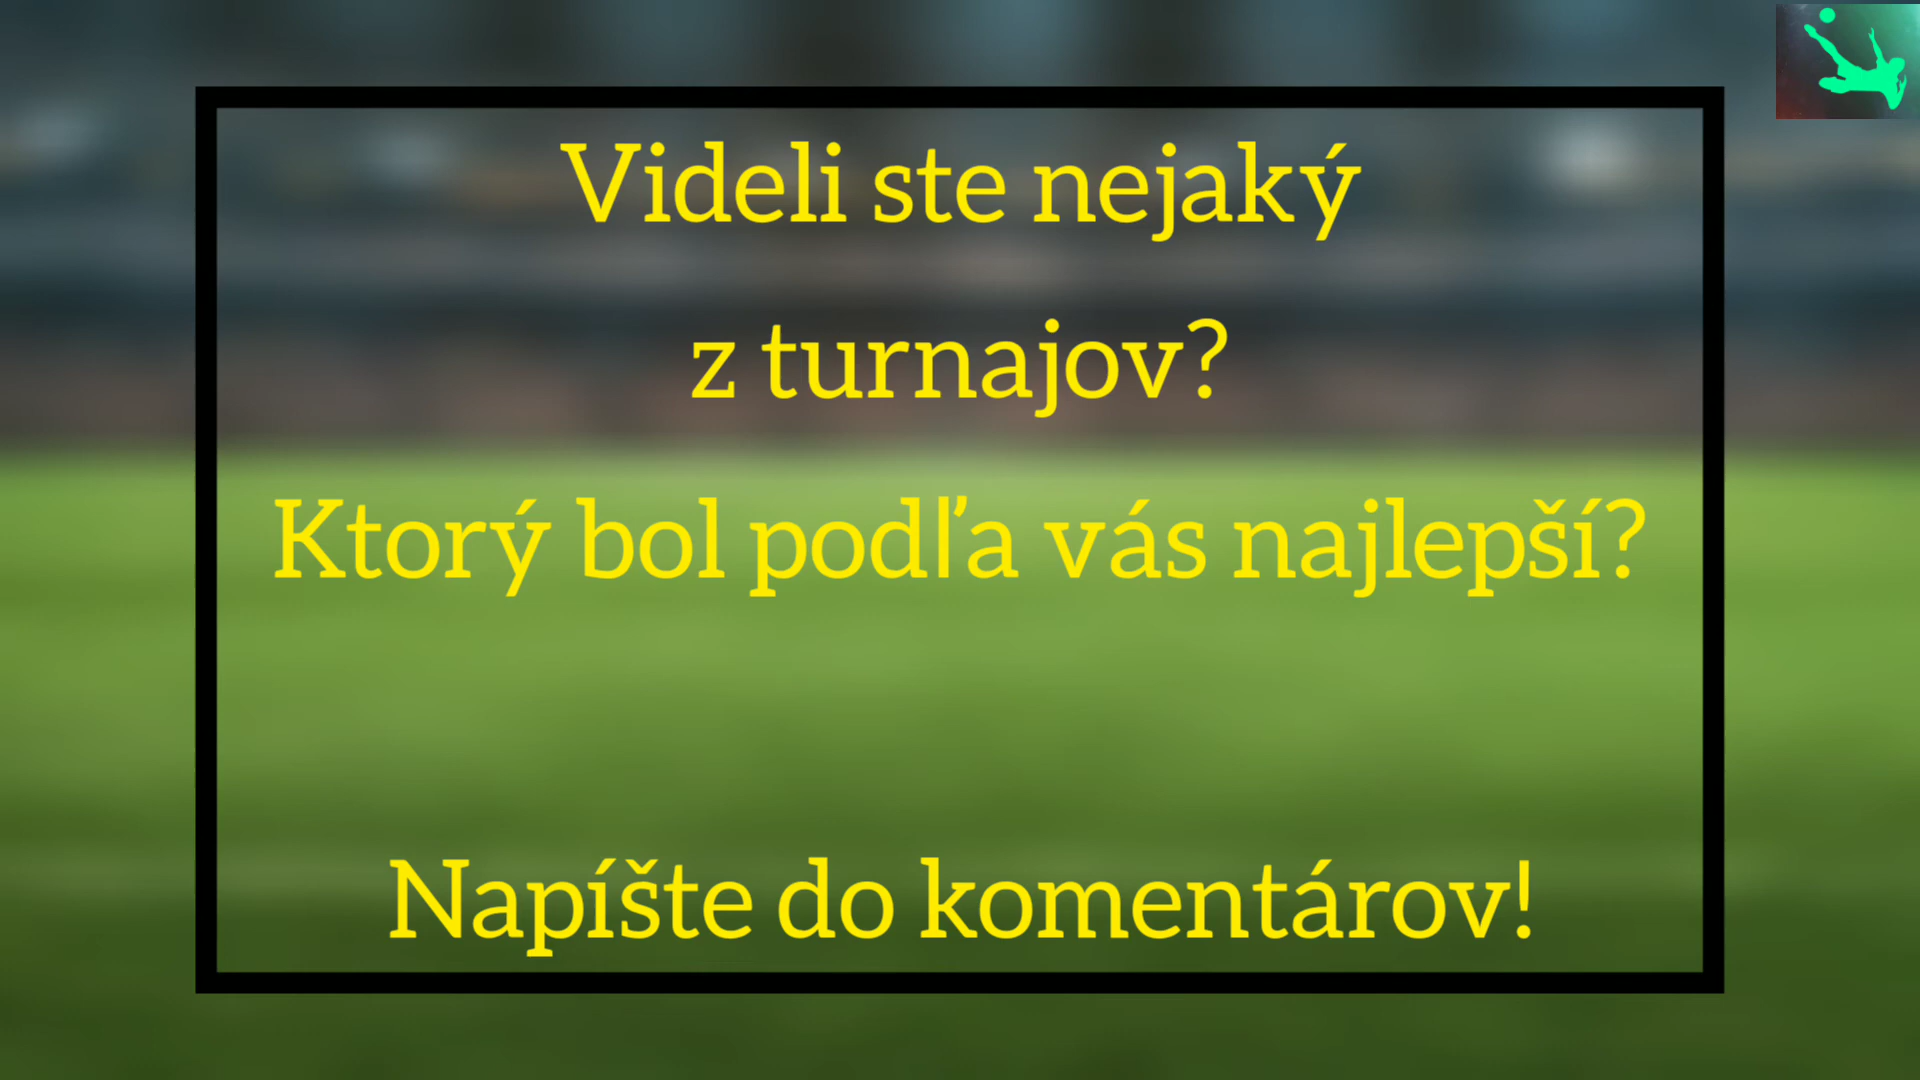 Videli ste nejaký
z turnajov?
Ktorý bol podľa vás najlepší?
Napíšte do komentárov!